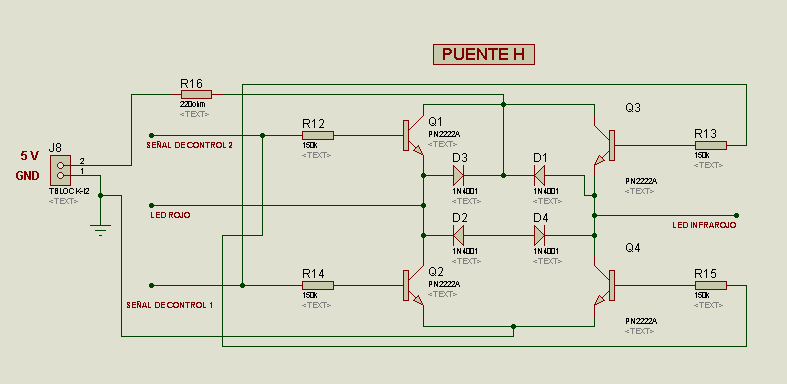 PUENTE H
R16
220ohm
<TEXT>
Q1
PN2222A
<TEXT>
Q3
PN2222A
<TEXT>
R12
150k
<TEXT>
R13
150k
<TEXT>
SEÑAL DE CONTROL 2
J8
5 V
2
GND
1
TBLOCK-I2
<TEXT>
D3
1N4001
<TEXT>
D1
1N4001
<TEXT>
LED ROJO
LED INFRAROJO
D2
1N4001
<TEXT>
D4
1N4001
<TEXT>
Q2
PN2222A
<TEXT>
Q4
PN2222A
<TEXT>
R14
150k
<TEXT>
R15
150k
<TEXT>
SEÑAL DE CONTROL 1